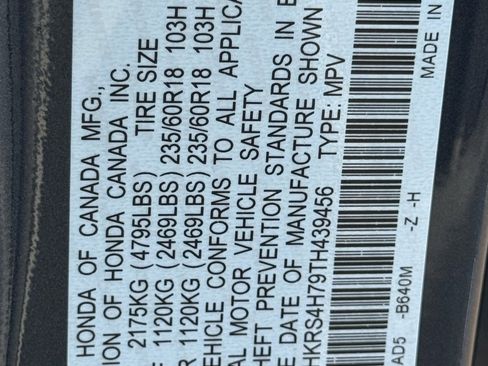 HONDA OF CANADA MFG.,
ION OF HONDA CANADA INC.
2175KG (4795LBS) TIRE SIZE
F 1120KG (2469LBS) 235/60R18 103H
R 1120KG (2469LBS) 235/60R18 103H
EHICLE CONFORMS TO ALL APPLICA
AL MOTOR VEHICLE SAFETY
HEFT PREVENTION STANDARDS IN E
E DATE OF MANUFACTURE SHOWN
HKRS4H79TH439456 TYPE: MPV
AD5 -B640M -Z -H MADE IN